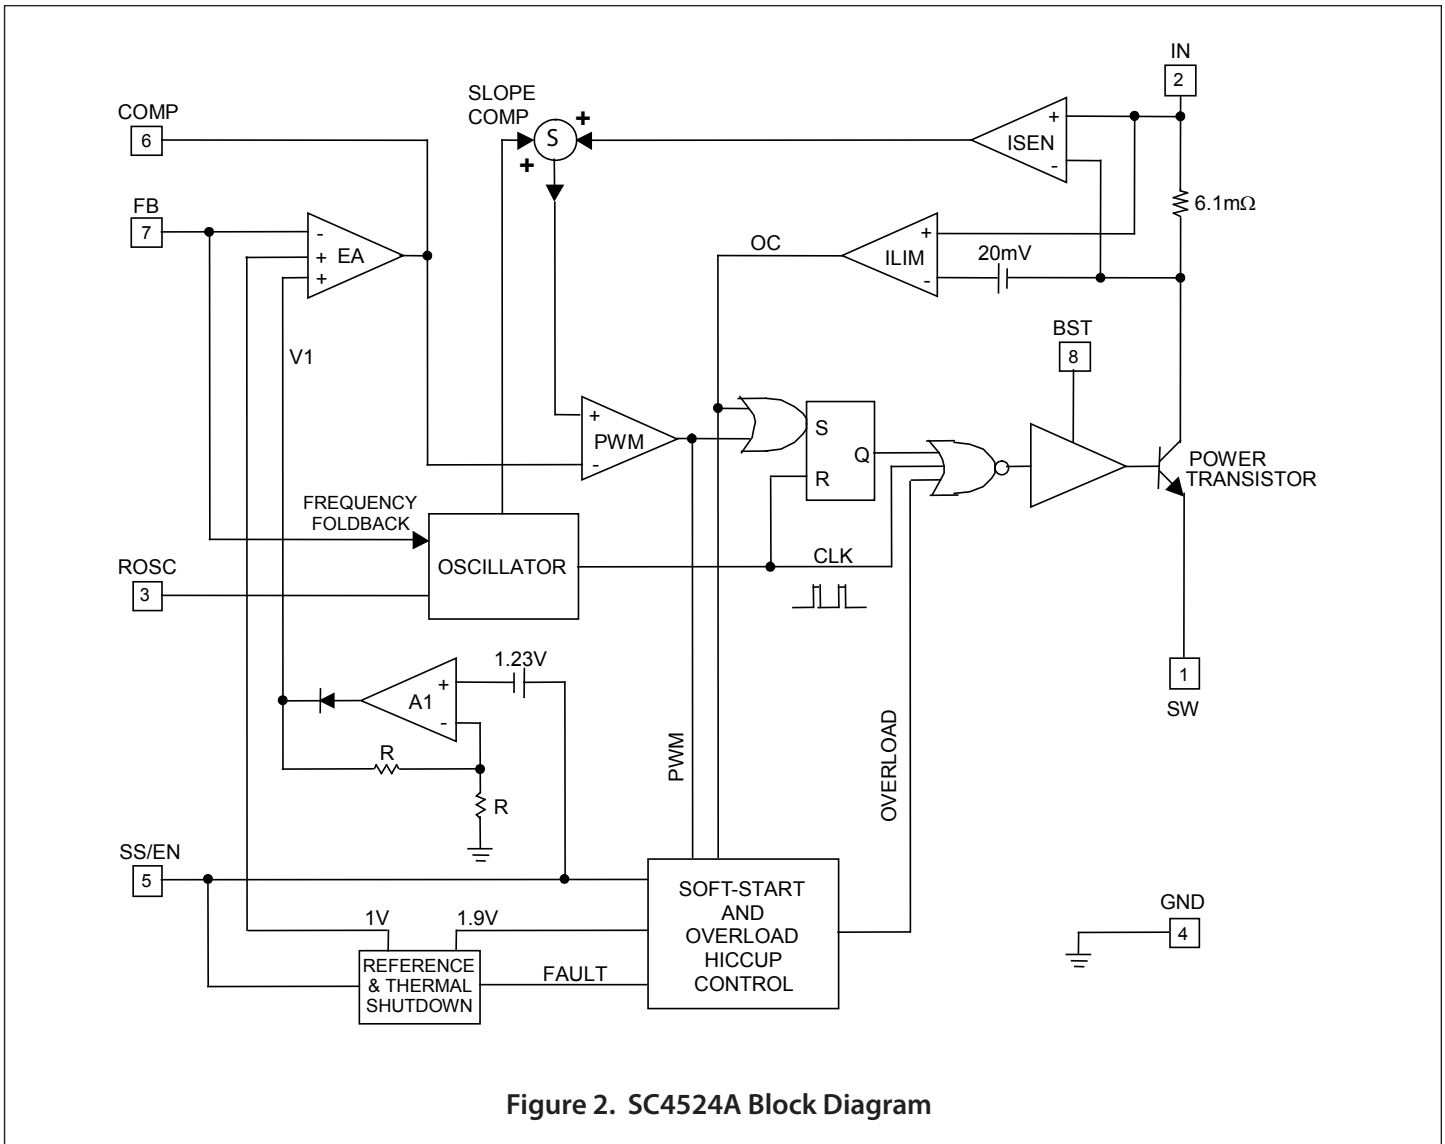 IN
2
SLOPE
COMP
+
S
+
COMP
6
+
ISEN
-
FB
7
-
+
EA
+
6.1mΩ
OC
+
ILIM
-
20mV
BST
8
V1
+
PWM
-
S
Q
R
POWER
TRANSISTOR
FREQUENCY
FOLDBACK
OSCILLATOR
CLK
ROSC
3
1.23V
+
A1
-
1
SW
R
R
PWM
OVERLOAD
SS/EN
5
1V
1.9V
SOFT-START
AND
OVERLOAD
HICCUP
CONTROL
GND
4
REFERENCE
& THERMAL
SHUTDOWN
FAULT
Figure 2. SC4524A Block Diagram